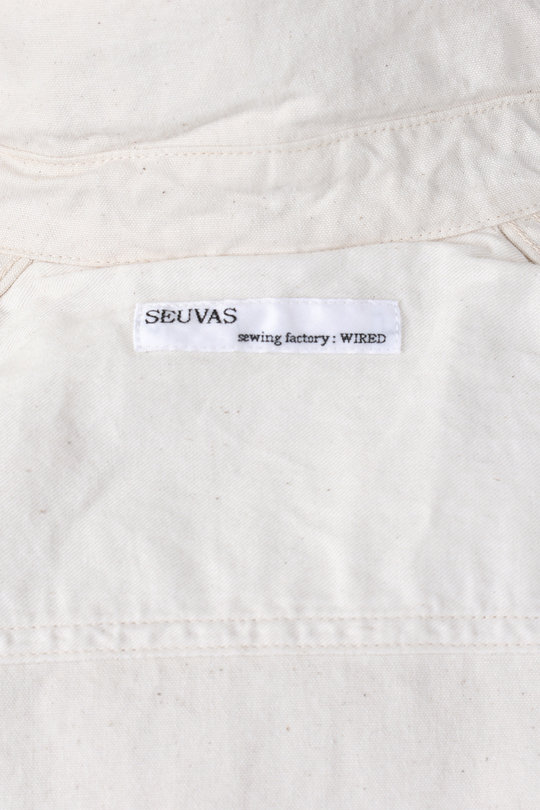 SEUVAS
sewing factory : WIRED